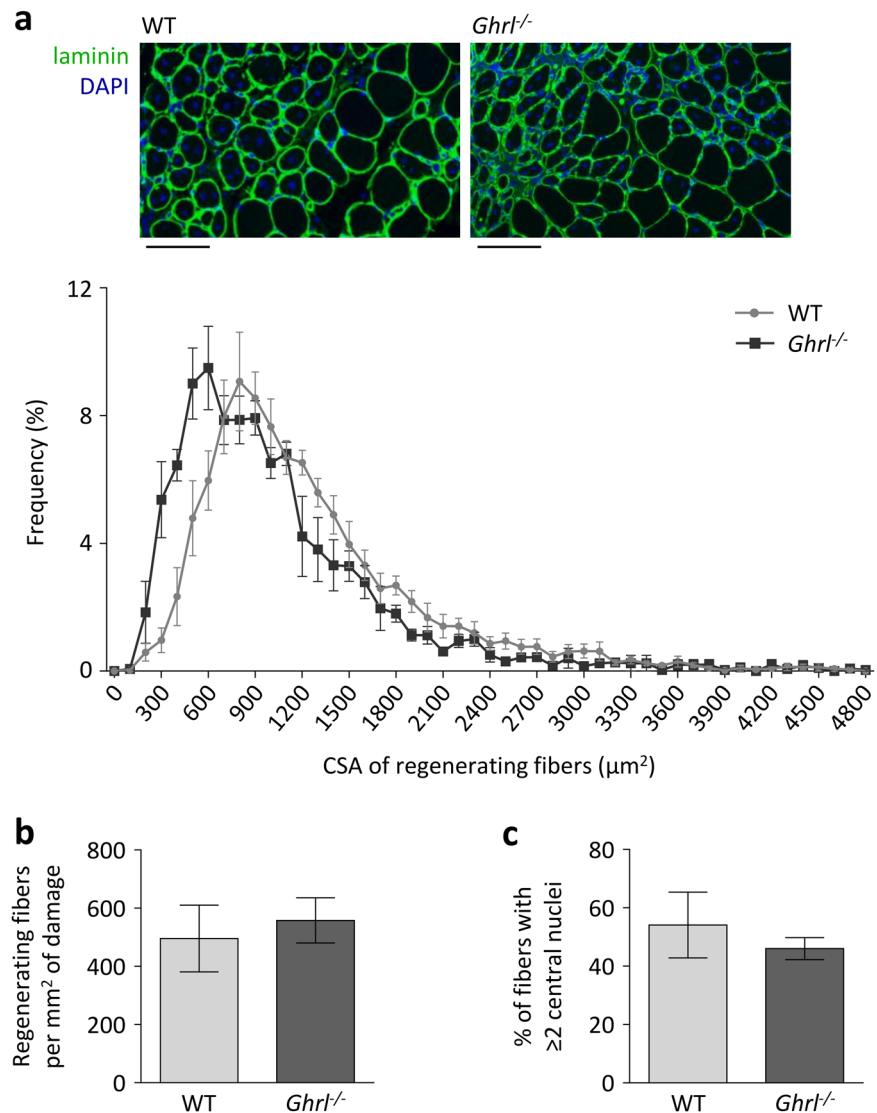 a
WT
Ghrl-/-
laminin
DAPI
12
8
4
0
Frequency (%)
WT
Ghrl-/-
0 300 600 900 1200 1500 1800 2100 2400 2700 3000 3300 3600 3900 4200 4500 4800
CSA of regenerating fibers (µm²)
b
Regenerating fibers
per mm² of damage
800
600
400
200
0
WT Ghrl-/-
c
% of fibers with
≥2 central nuclei
80
60
40
20
0
WT Ghrl-/-